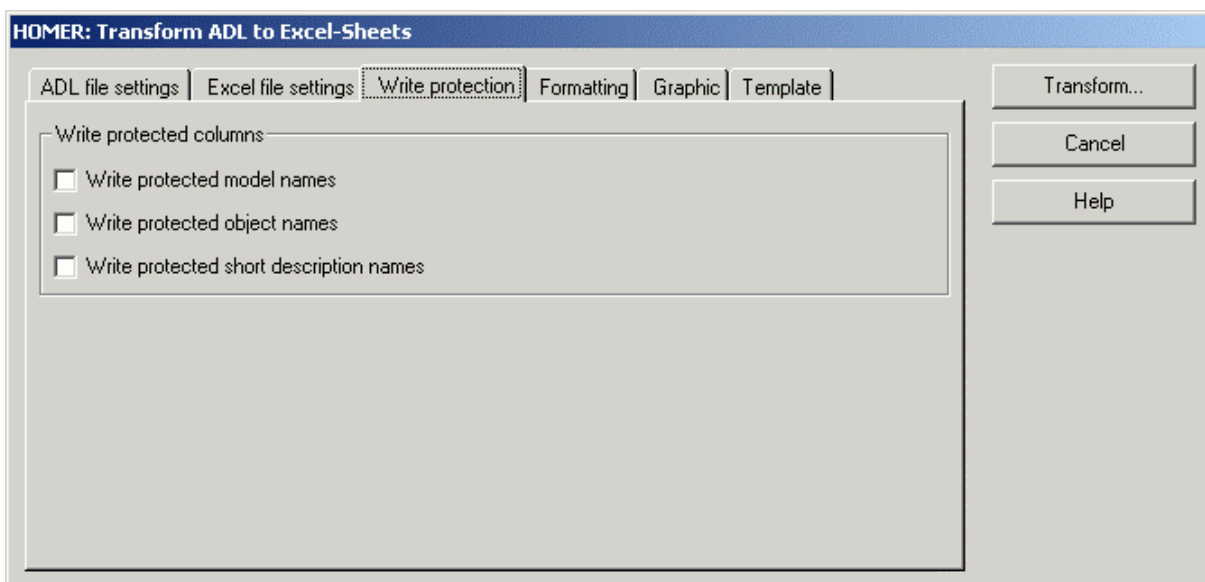 HOMER: Transform ADL to Excel-Sheets
ADL file settings Excel file settings Write protection Formatting Graphic Template
Transform...
Write protected columns
Cancel
Write protected model names
Help
Write protected object names
Write protected short description names